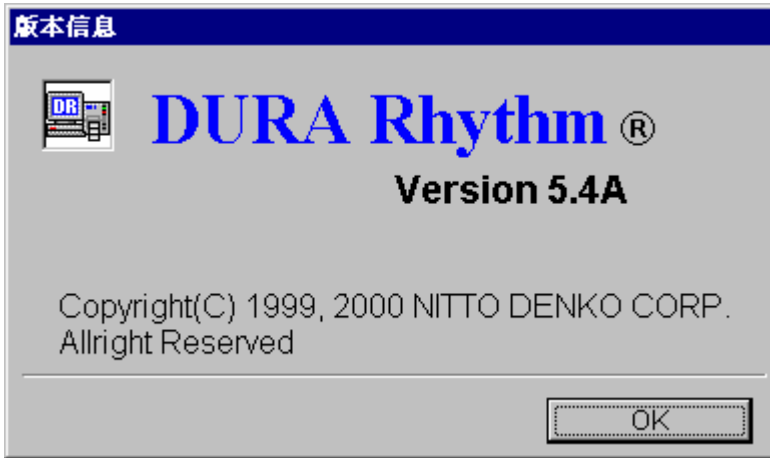 版本信息
DR
DURA Rhythm ®
Version 5.4A
Copyright(C) 1999, 2000 NITTO DENKO CORP.
Allright Reserved
OK